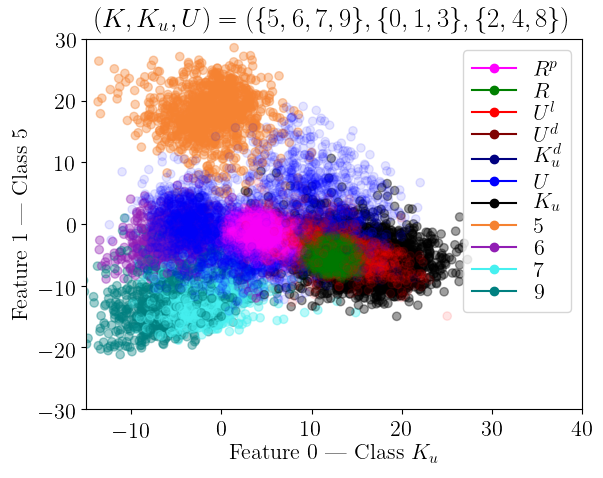 (K, K_u, U) = ({5, 6, 7, 9}, {0, 1, 3}, {2, 4, 8})
30
20
10
0
−10
−20
−30
−10
0
10
20
30
40
Feature 1 — Class 5
Feature 0 — Class K_u
R^p
R
U^l
U^d
K_u^d
U
K_u
5
6
7
9